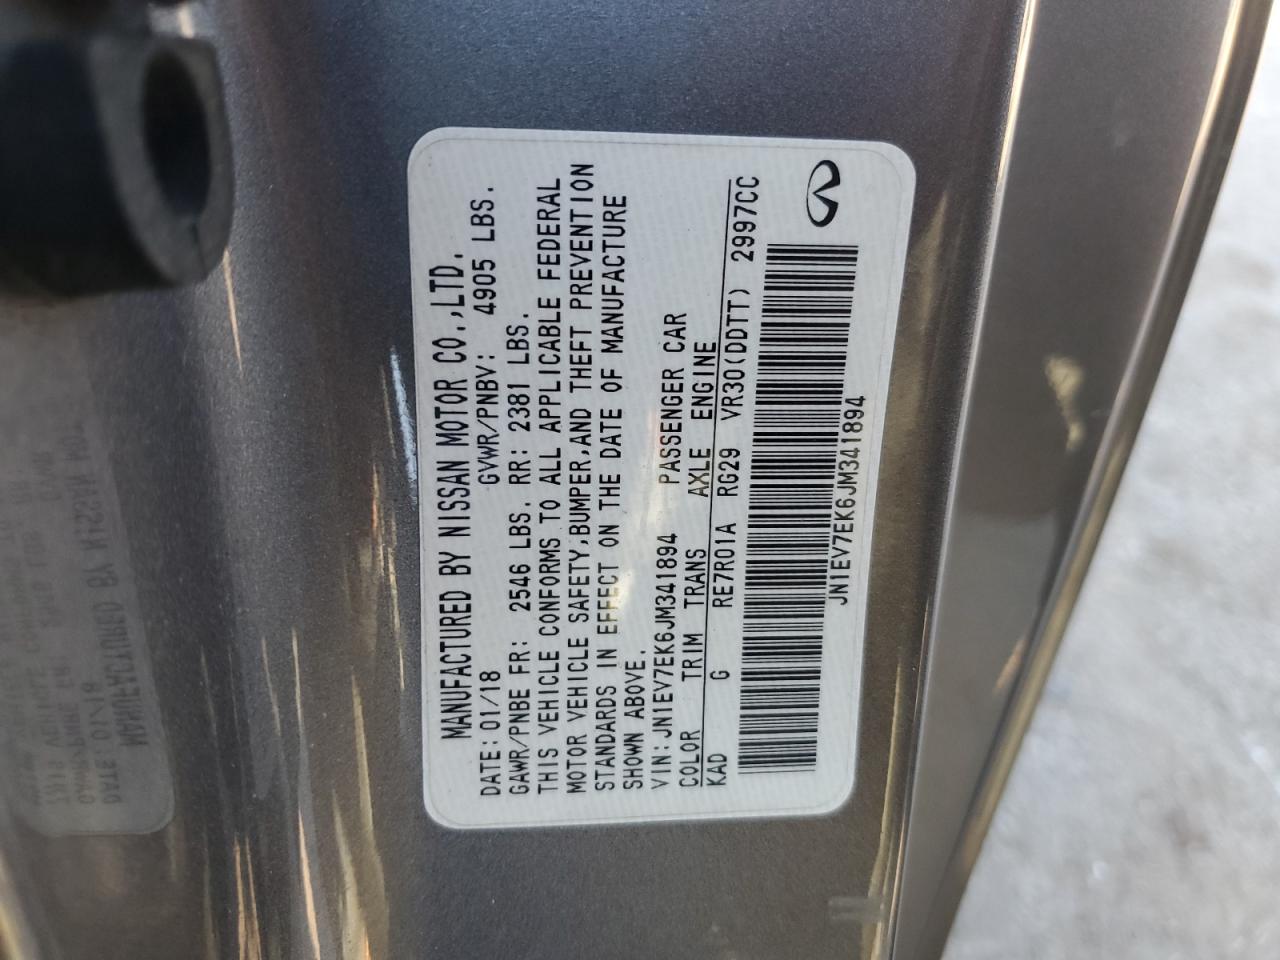 MANUFACTURED BY NISSAN MOTOR CO.,LTD.
DATE: 01/18 GVWR/PNBV: 4905 LBS.
GAWR/PNBE FR: 2546 LBS. RR: 2381 LBS.
THIS VEHICLE CONFORMS TO ALL APPLICABLE FEDERAL
MOTOR VEHICLE SAFETY,BUMPER,AND THEFT PREVENTION
STANDARDS IN EFFECT ON THE DATE OF MANUFACTURE
SHOWN ABOVE.
VIN: JN1EV7EK6JM341894 PASSENGER CAR
COLOR TRIM TRANS AXLE ENGINE
KAD G RE7R01A RG29 VR30(DDTT) 2997CC
JN1EV7EK6JM341894